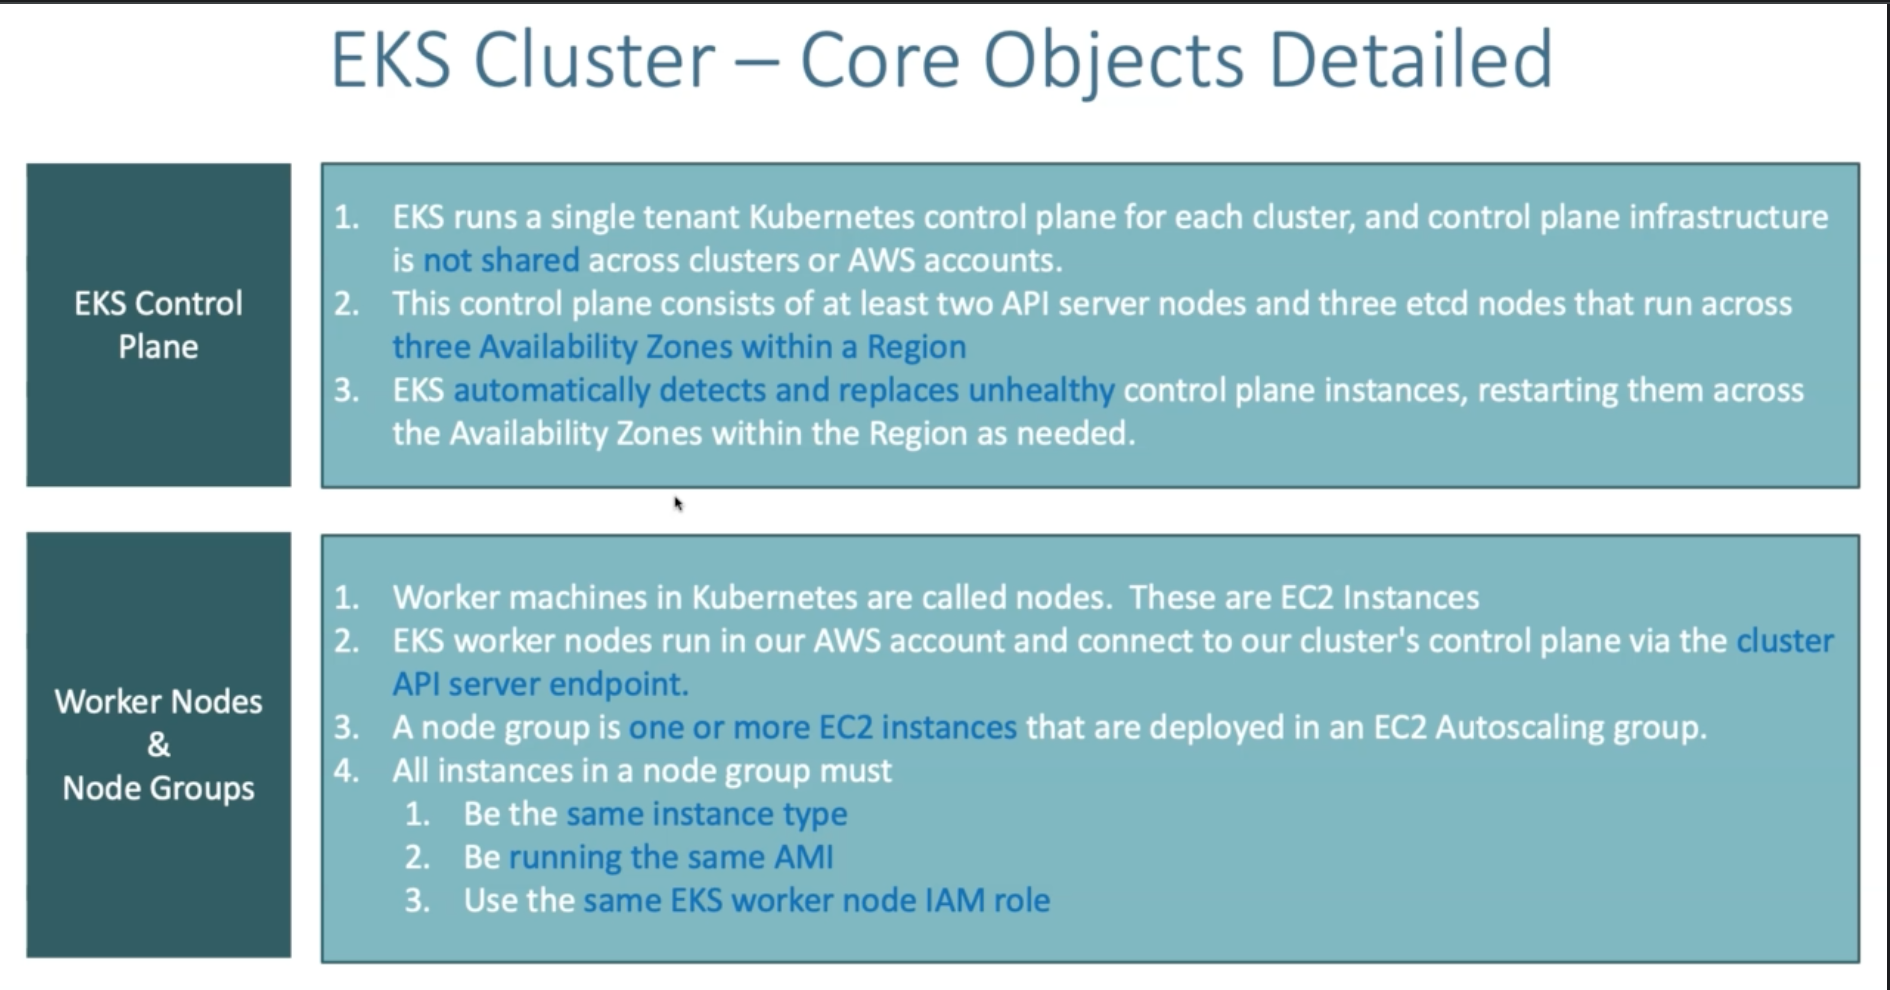 EKS Cluster – Core Objects Detailed
EKS Control
Plane
1. EKS runs a single tenant Kubernetes control plane for each cluster, and control plane infrastructure
is not shared across clusters or AWS accounts.
2. This control plane consists of at least two API server nodes and three etcd nodes that run across
three Availability Zones within a Region
3. EKS automatically detects and replaces unhealthy control plane instances, restarting them across
the Availability Zones within the Region as needed.
Worker Nodes
&
Node Groups
1. Worker machines in Kubernetes are called nodes.  These are EC2 Instances
2. EKS worker nodes run in our AWS account and connect to our cluster's control plane via the cluster
API server endpoint.
3. A node group is one or more EC2 instances that are deployed in an EC2 Autoscaling group.
4. All instances in a node group must
1. Be the same instance type
2. Be running the same AMI
3. Use the same EKS worker node IAM role